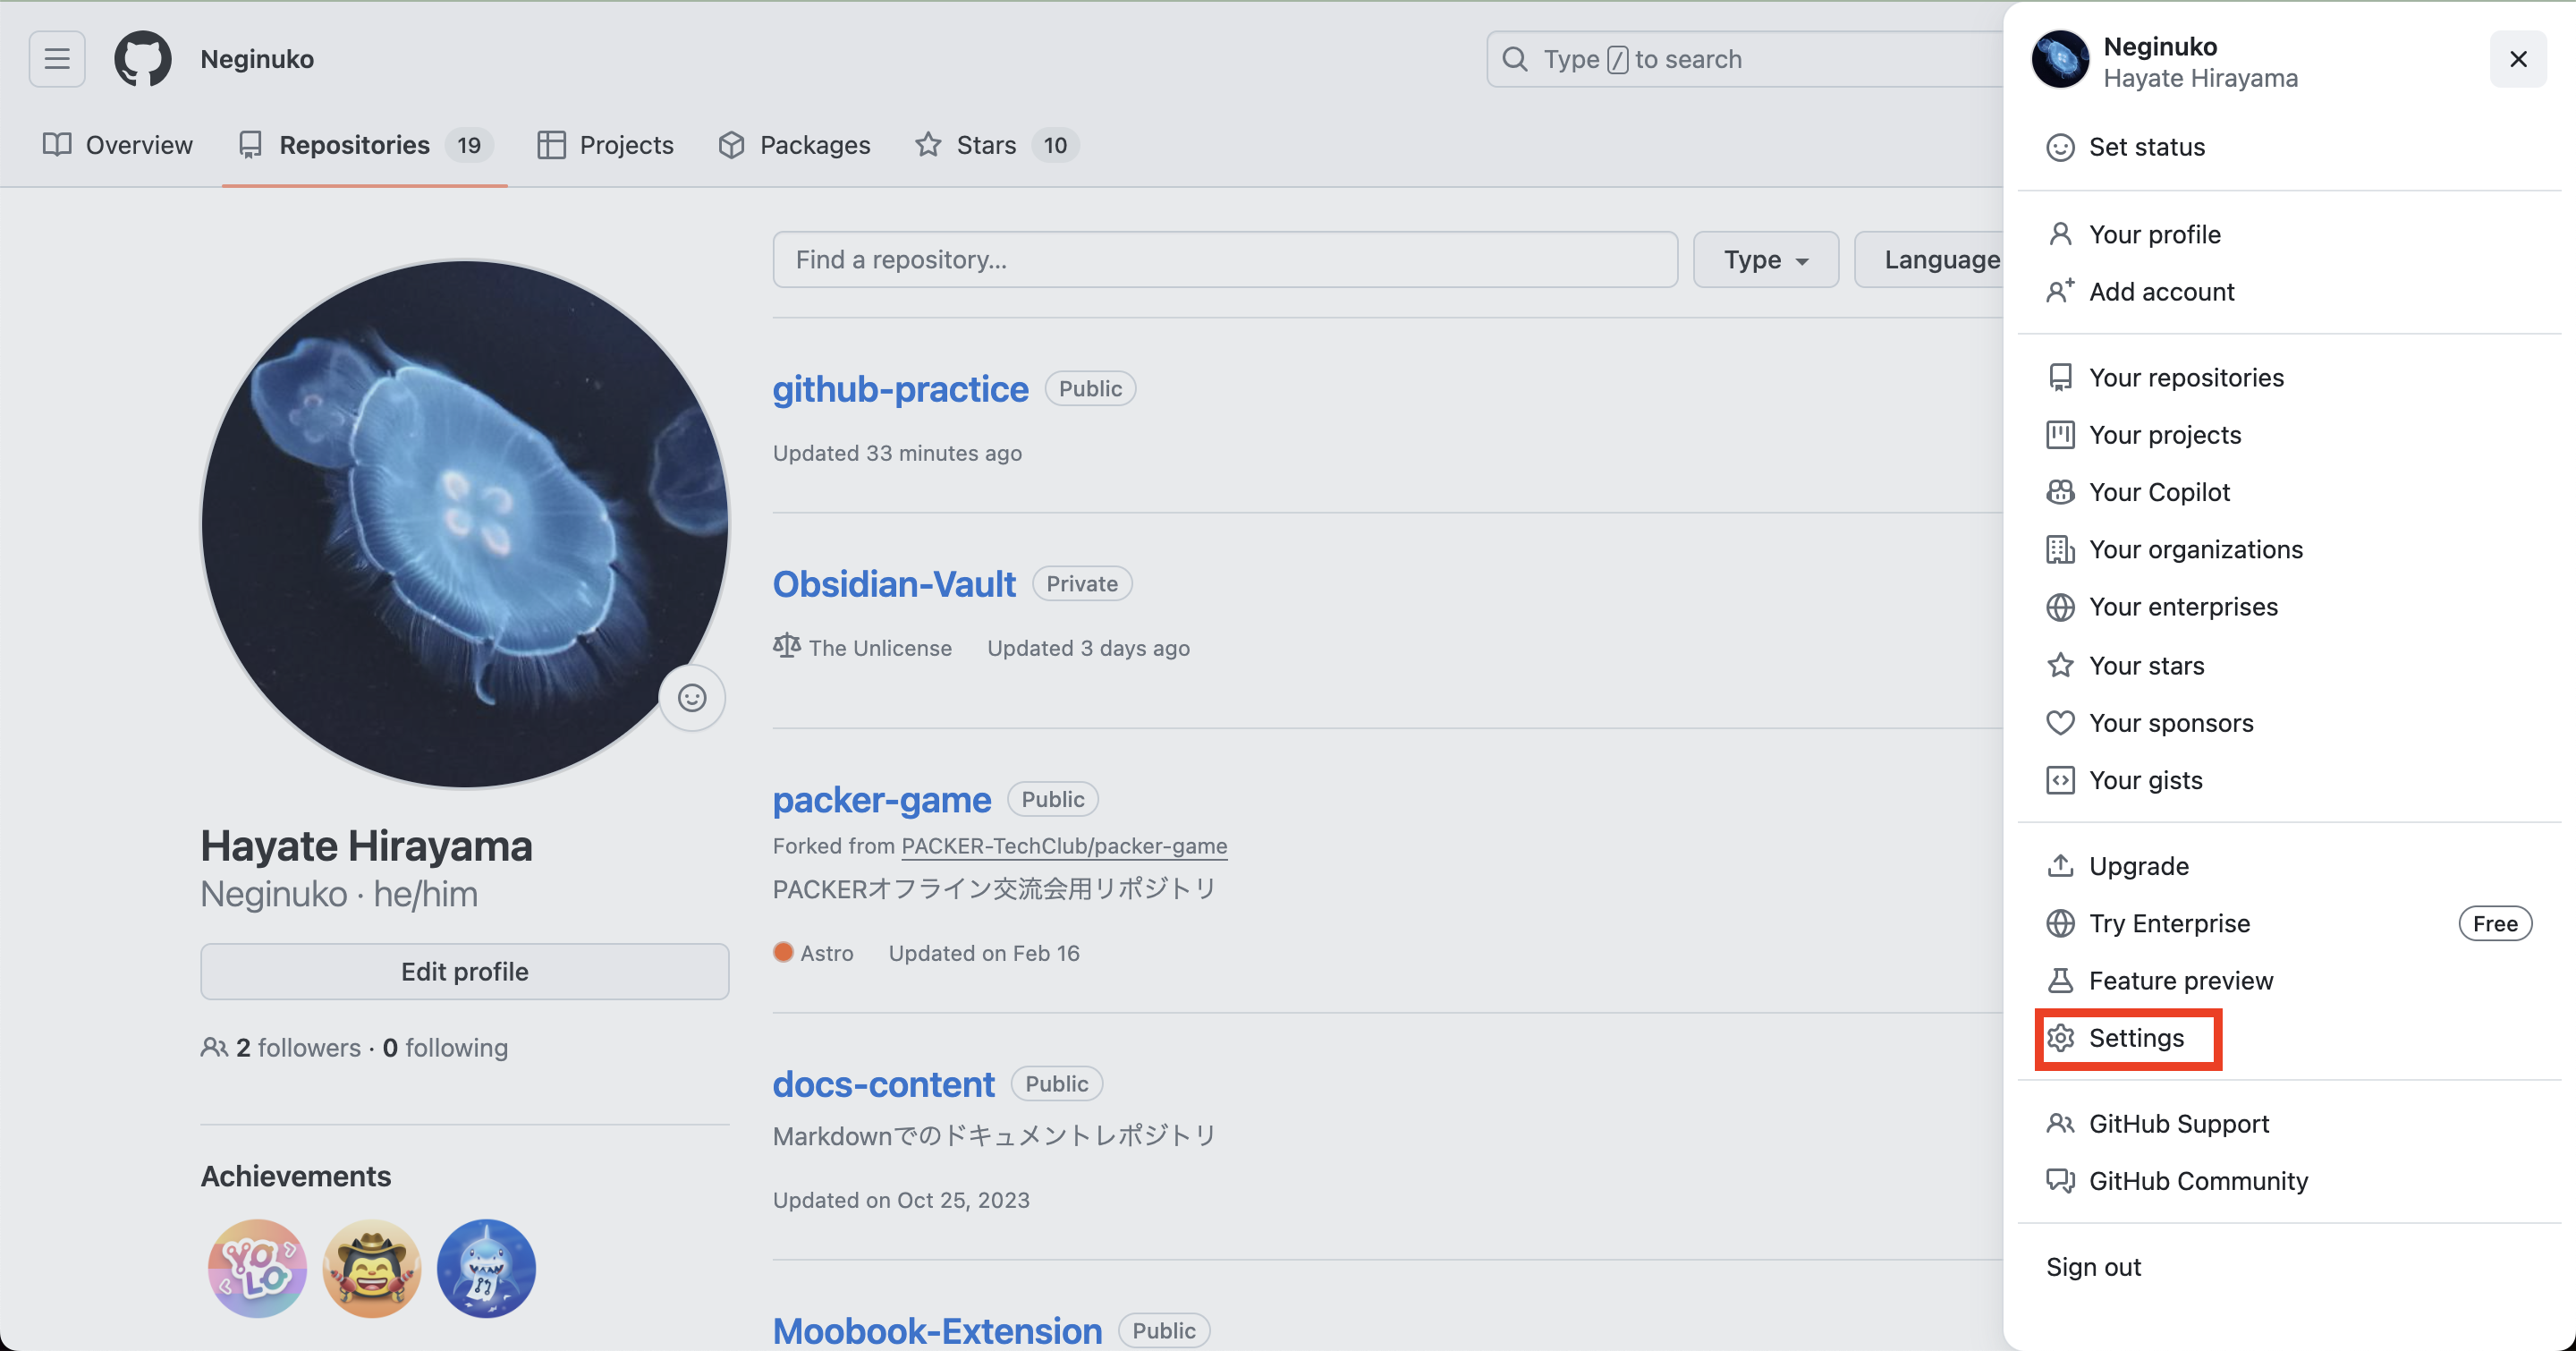 Neginuko
Type / to search
Overview
Repositories 19
Projects
Packages
Stars 10
Find a repository...
Type
Language
github-practice Public
Updated 33 minutes ago
Obsidian-Vault Private
The Unlicense Updated 3 days ago
packer-game Public
Forked from PACKER-TechClub/packer-game
PACKERオフライン交流会用リポジトリ
Astro Updated on Feb 16
docs-content Public
Markdownでのドキュメントレポジトリ
Updated on Oct 25, 2023
Moobook-Extension Public
Hayate Hirayama
Neginuko · he/him
Edit profile
2 followers · 0 following
Achievements
YOLO
Neginuko
Hayate Hirayama
Set status
Your profile
Add account
Your repositories
Your projects
Your Copilot
Your organizations
Your enterprises
Your stars
Your sponsors
Your gists
Upgrade
Try Enterprise Free
Feature preview
Settings
GitHub Support
GitHub Community
Sign out